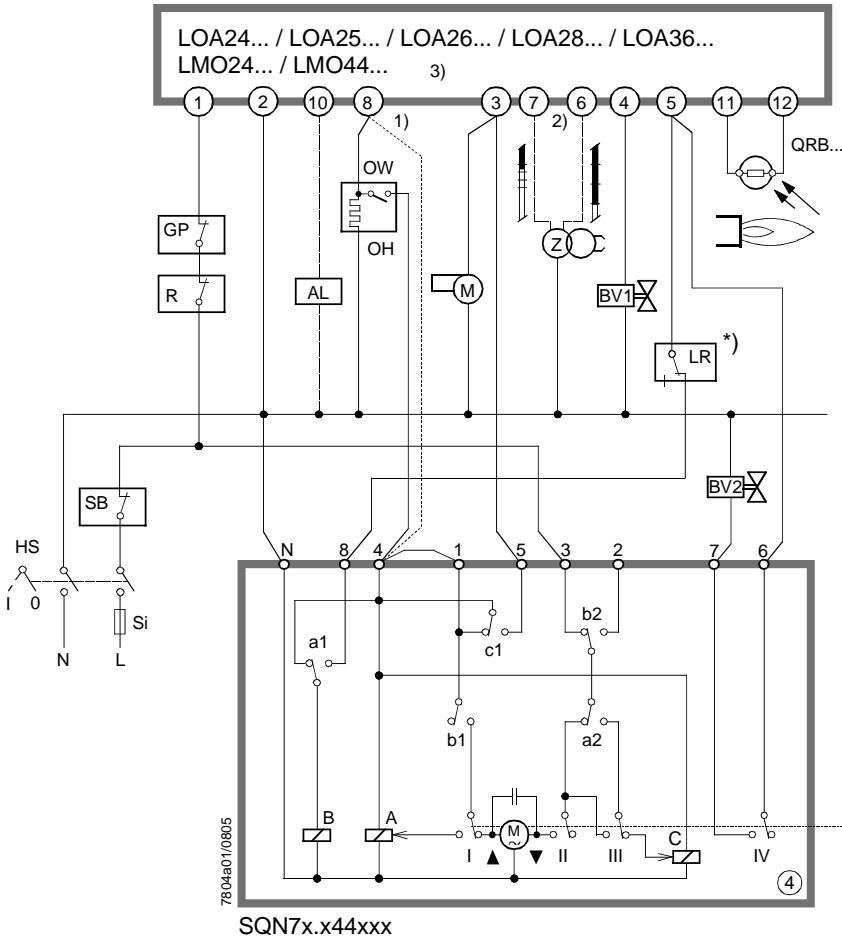 LOA24... / LOA25... / LOA26... / LOA28... / LOA36...
LMO24... / LMO44... 3)
1 2 10 8 3 7 6 4 5 11 12
1) 2)
QRB...
OW
GP
OH
Z
R
AL
M
BV1
LR *)
BV2
SB
HS
I 0
Si
N L
N 8 4 1 5 3 2 7 6
b2
a1
c1
b1 a2
B A M ~ C
I II III IV
4
7804a01/0805
SQN7x.x44xxx